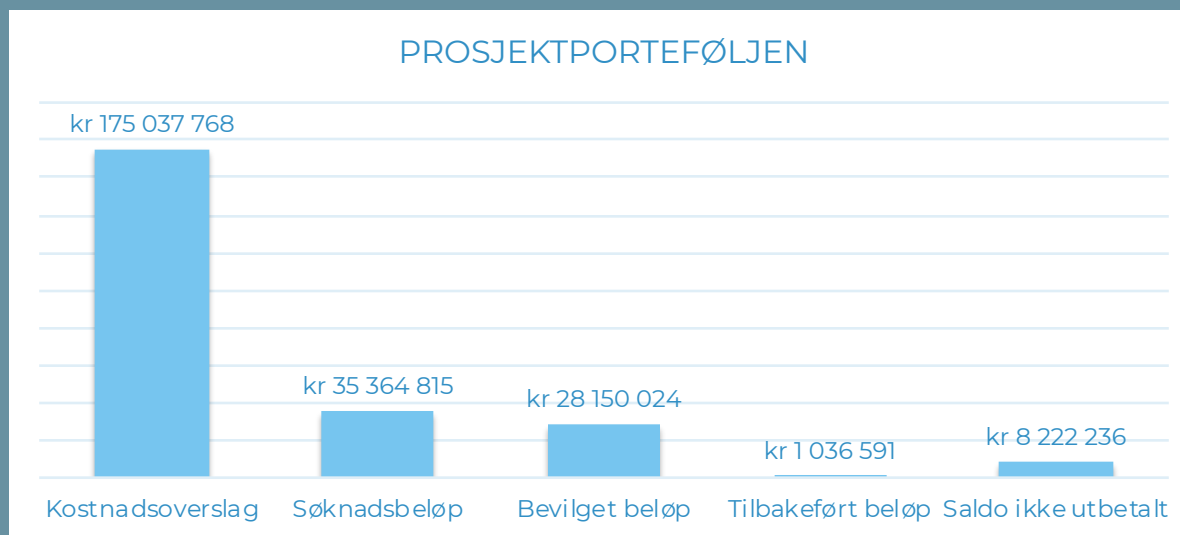 PROSJEKTPORTEFØLJEN
kr 175 037 768
kr 35 364 815
kr 28 150 024
kr 1 036 591
kr 8 222 236
Kostnadsoverslag
Søknadsbeløp
Bevilget beløp
Tilbakeført beløp
Saldo ikke utbetalt